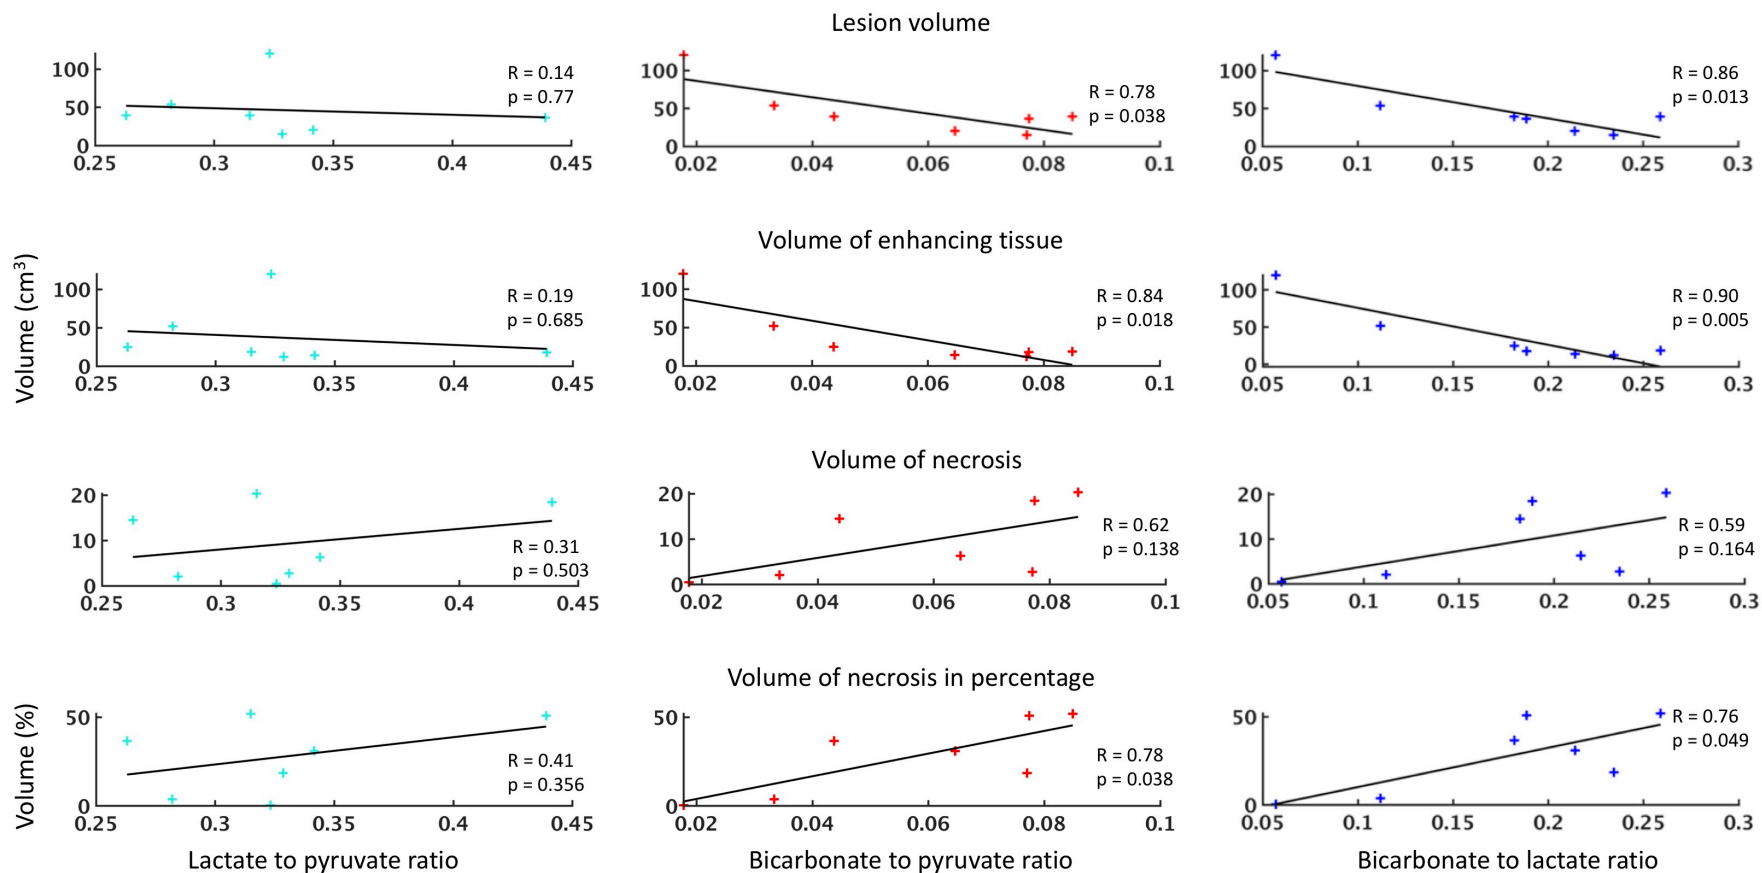 Lesion volume
100
50
0
0.25
0.3
0.35
0.4
0.45
R = 0.14
p = 0.77
100
50
0
0.02
0.04
0.06
0.08
0.1
R = 0.78
p = 0.038
100
50
0
0.05
0.1
0.15
0.2
0.25
0.3
R = 0.86
p = 0.013
Volume of enhancing tissue
Volume (cm³)
100
50
0
0.25
0.3
0.35
0.4
0.45
R = 0.19
p = 0.685
100
50
0
0.02
0.04
0.06
0.08
0.1
R = 0.84
p = 0.018
100
50
0
0.05
0.1
0.15
0.2
0.25
0.3
R = 0.90
p = 0.005
Volume of necrosis
20
10
0
0.25
0.3
0.35
0.4
0.45
R = 0.31
p = 0.503
20
10
0
0.02
0.04
0.06
0.08
0.1
R = 0.62
p = 0.138
20
10
0
0.05
0.1
0.15
0.2
0.25
0.3
R = 0.59
p = 0.164
Volume of necrosis in percentage
Volume (%)
50
0
0.25
0.3
0.35
0.4
0.45
R = 0.41
p = 0.356
Lactate to pyruvate ratio
50
0
0.02
0.04
0.06
0.08
0.1
R = 0.78
p = 0.038
Bicarbonate to pyruvate ratio
50
0
0.05
0.1
0.15
0.2
0.25
0.3
R = 0.76
p = 0.049
Bicarbonate to lactate ratio